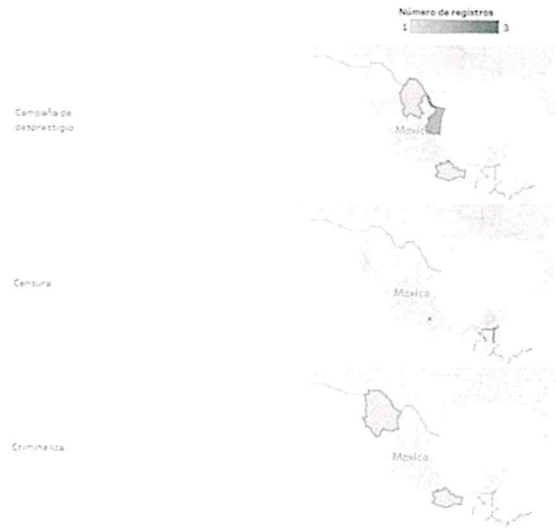 Número de registros
1 3
Campaña de
desprestigio
Mexico
Censura
Mexico
Criminaliza..
Mexico